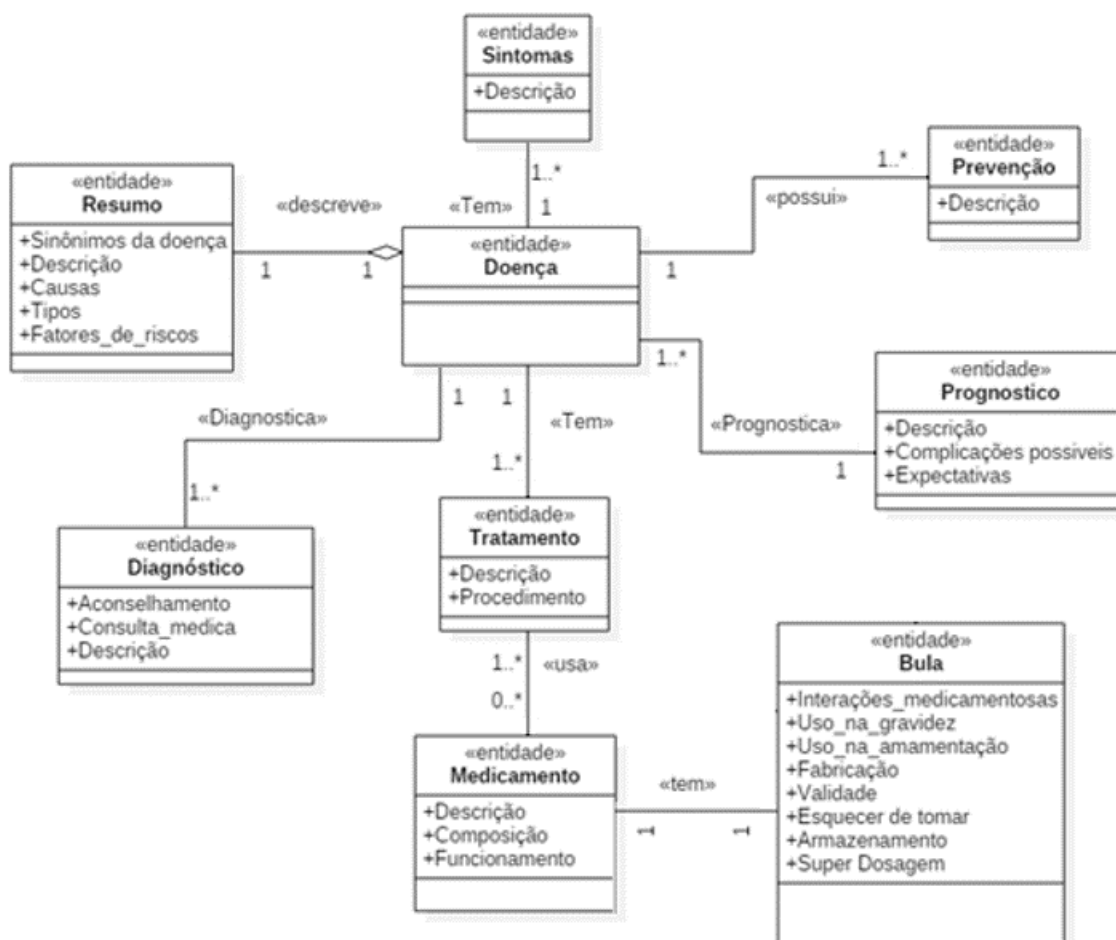 «entidade»
Sintomas
+Descrição
1..*
«Tem»
1
«entidade»
Prevenção
+Descrição
1..*
«possui»
1
«entidade»
Resumo
+Sinônimos da doença
+Descrição
+Causas
+Tipos
+Fatores_de_riscos
«descreve»
1
1
«entidade»
Doença
1..*
«Prognostica»
1
«entidade»
Prognostico
+Descrição
+Complicações possiveis
+Expectativas
1
«Diagnostica»
1..*
1
«Tem»
1..*
«entidade»
Diagnóstico
+Aconselhamento
+Consulta_medica
+Descrição
«entidade»
Tratamento
+Descrição
+Procedimento
1..*
«usa»
0..*
«entidade»
Medicamento
+Descrição
+Composição
+Funcionamento
«tem»
1
1
«entidade»
Bula
+Interações_medicamentosas
+Uso_na_gravidez
+Uso_na_amamentação
+Fabricação
+Validade
+Esquecer de tomar
+Armazenamento
+Super Dosagem